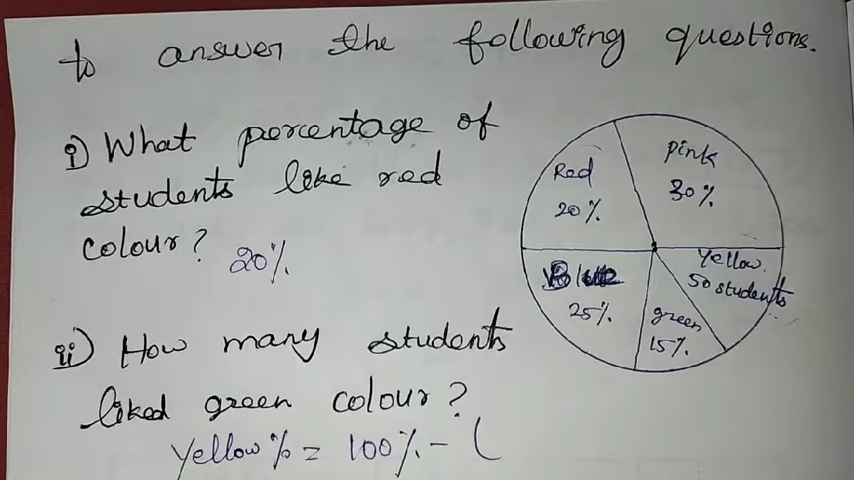 to answer the following questions.
i) What percentage of
students like red
colour? 20%
ii) How many students
liked green colour?
Yellow % = 100% - (
Red
20%
Pink
30%
Yellow.
50 students
Blue
25%
green
15%